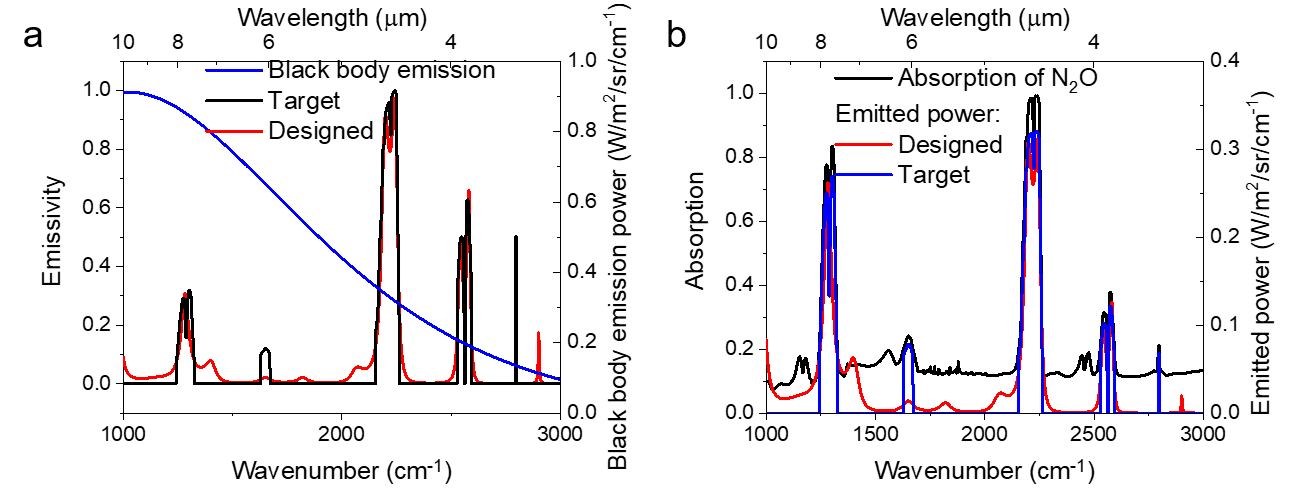 a
Wavelength (μm)
10 8 6 4
Black body emission
Target
Designed
Emissivity
1.0
0.8
0.6
0.4
0.2
0.0
Black body emission power (W/m²/sr/cm⁻¹)
1.0
0.8
0.6
0.4
0.2
0.0
1000 2000 3000
Wavenumber (cm⁻¹)
b
Wavelength (μm)
10 8 6 4
Absorption of N₂O
Emitted power:
Designed
Target
Absorption
1.0
0.8
0.6
0.4
0.2
0.0
Emitted power (W/m²/sr/cm⁻¹)
0.4
0.3
0.2
0.1
0.0
1000 1500 2000 2500 3000
Wavenumber (cm⁻¹)